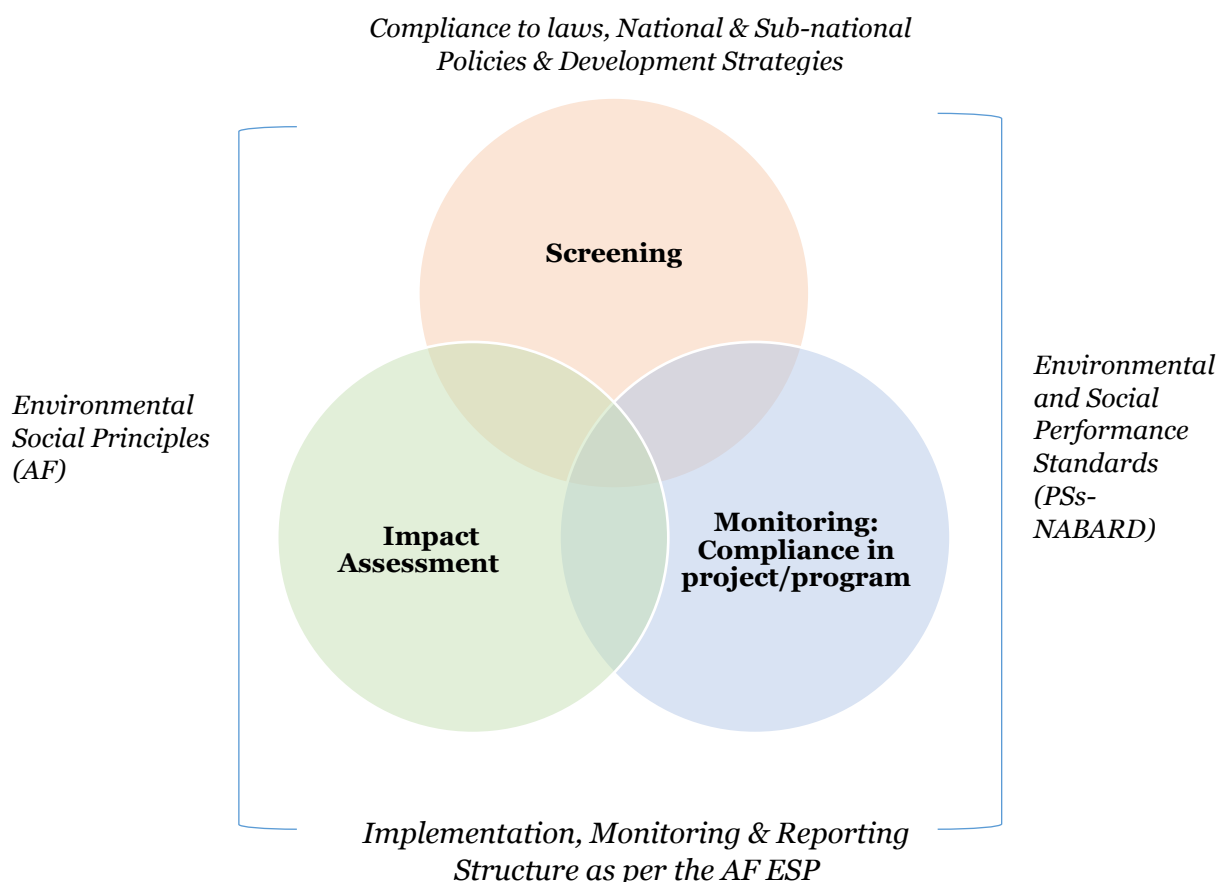 Compliance to laws, National & Sub-national
Policies & Development Strategies
Screening
Environmental
Social Principles
(AF)
Environmental
and Social
Performance
Standards
(PSs-
NABARD)
Impact
Assessment
Monitoring:
Compliance in
project/program
Implementation, Monitoring & Reporting
Structure as per the AF ESP